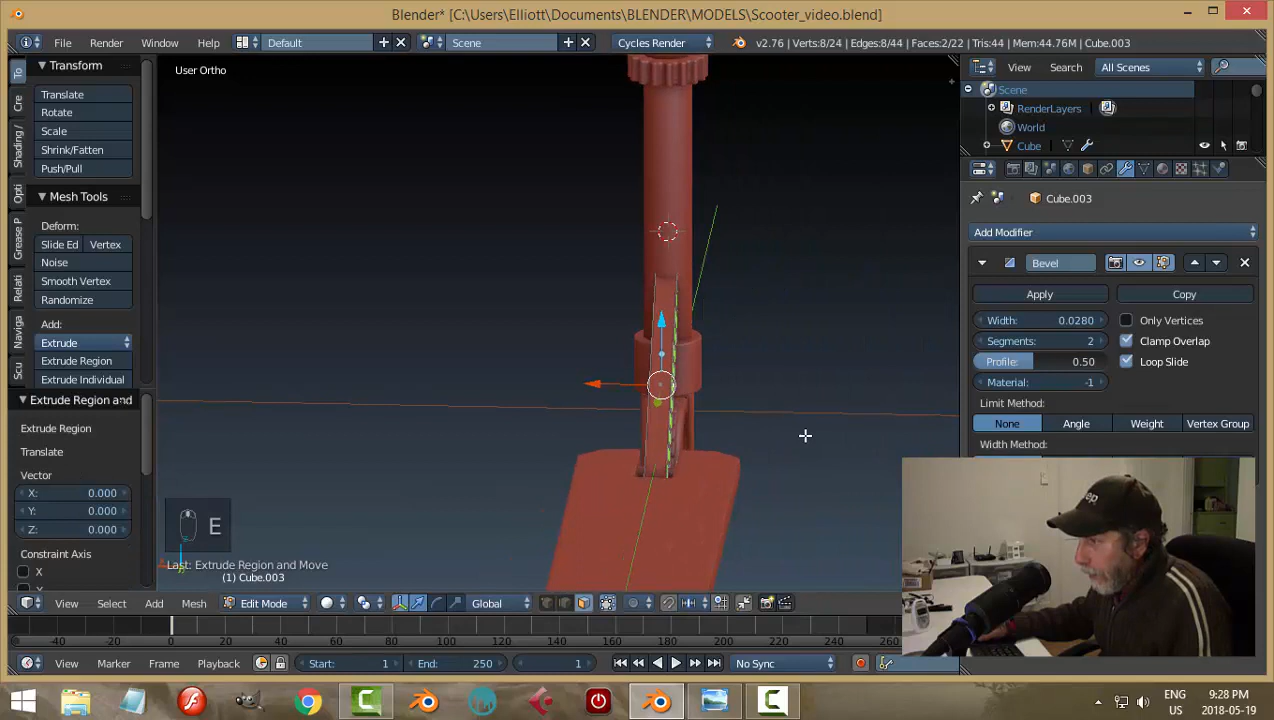 Blender* [C:\Users\Elliott\Documents\BLENDER\MODELS\Scooter_video.blend]
File Render Window Help Default Scene Cycles Render v2.76 | Verts:8/24 | Edges:8/44 | Faces:2/22 | Tris:44 | Mem:44.76M | Cube.003
View Search All Scenes
Scene
RenderLayers
World
Cube
To
Cre
Shading /
Opti
Grease P
Relati
Naviga
Scu
Transform
Translate
Rotate
Scale
Shrink/Fatten
Push/Pull
Mesh Tools
Deform:
Slide Ed Vertex
Noise
Smooth Vertex
Randomize
Add:
Extrude
Extrude Region
Extrude Individual
Extrude Region and
Extrude Region
Translate
Vector
X: 0.000
Y: 0.000
Z: 0.000
Constraint Axis
X
User Ortho
E
Last: Extrude Region and Move
(1) Cube.003
Cube.003
Add Modifier
Bevel
Apply Copy
Width: 0.0280 Only Vertices
Segments: 2 Clamp Overlap
Profile: 0.50 Loop Slide
Material: -1
Limit Method:
None Angle Weight Vertex Group
Width Method:
View Select Add Mesh Edit Mode Global
-40 -20 0 20 40 60 80 100 120 140 160 180 200 220 240 260
View Marker Frame Playback Start: 1 End: 250 1 No Sync
ENG
US
9:28 PM
2018-05-19